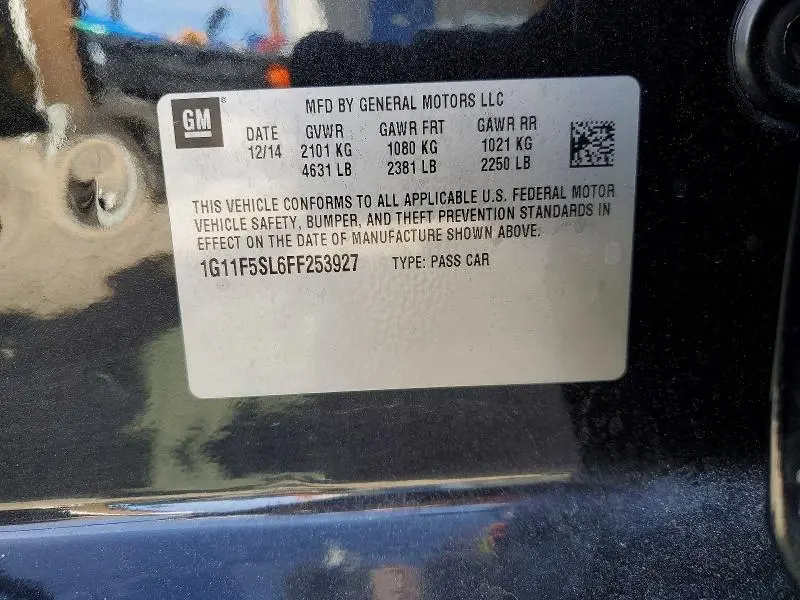 GM
MFD BY GENERAL MOTORS LLC
DATE GVWR GAWR FRT GAWR RR
12/14 2101 KG 1080 KG 1021 KG
4631 LB 2381 LB 2250 LB
THIS VEHICLE CONFORMS TO ALL APPLICABLE U.S. FEDERAL MOTOR
VEHICLE SAFETY, BUMPER, AND THEFT PREVENTION STANDARDS IN
EFFECT ON THE DATE OF MANUFACTURE SHOWN ABOVE.
1G11F5SL6FF253927 TYPE: PASS CAR